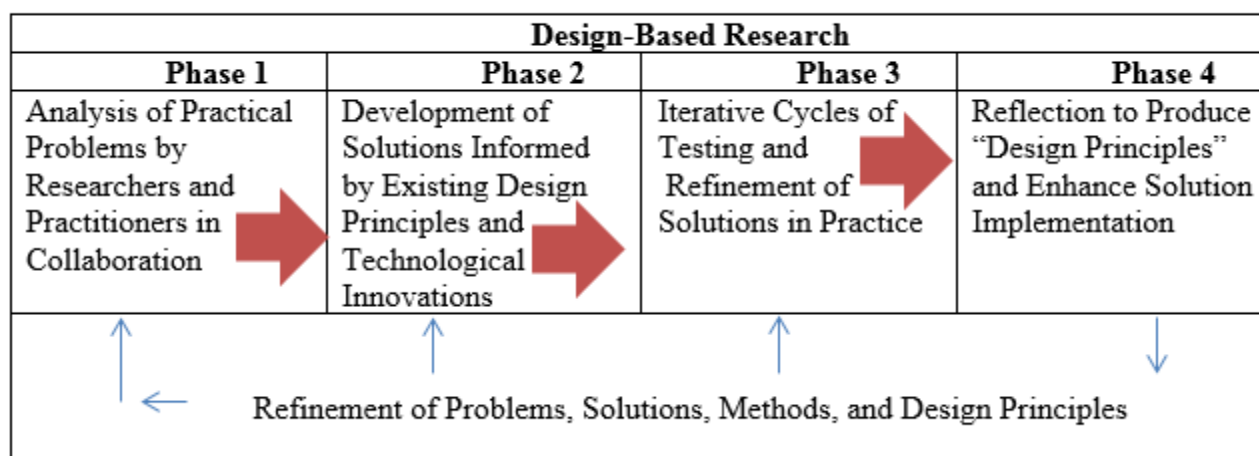 Design-Based Research
Phase 1
Phase 2
Phase 3
Phase 4
Analysis of Practical
Problems by
Researchers and
Practitioners in
Collaboration
Development of
Solutions Informed
by Existing Design
Principles and
Technological
Innovations
Iterative Cycles of
Testing and
Refinement of
Solutions in Practice
Reflection to Produce
“Design Principles”
and Enhance Solution
Implementation
Refinement of Problems, Solutions, Methods, and Design Principles